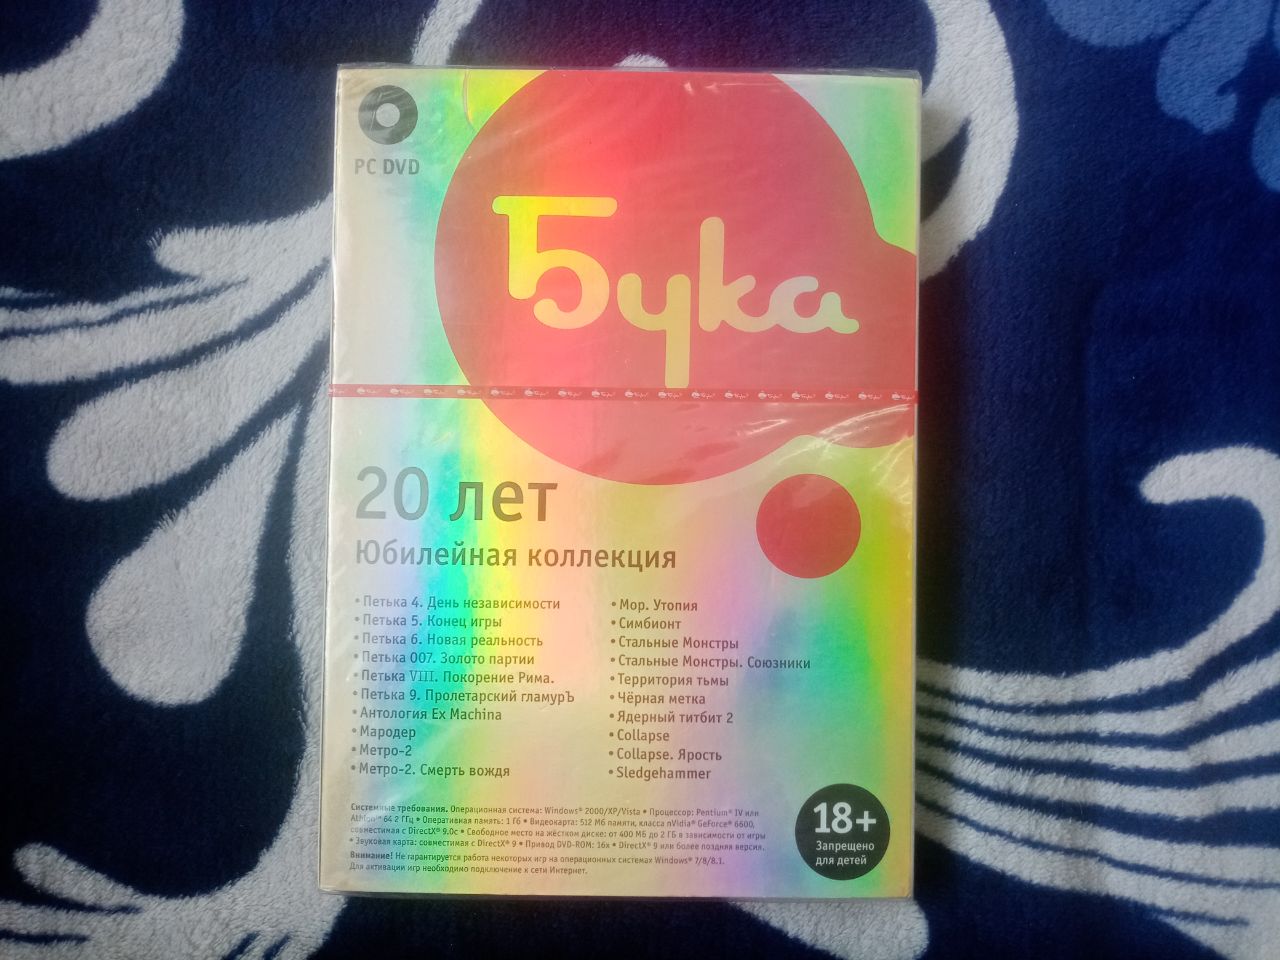 PC DVD
Бука
20 лет
Юбилейная коллекция
• Петька 4. День независимости
• Петька 5. Конец игры
• Петька 6. Новая реальность
• Петька 007. Золото партии
• Петька VIII. Покорение Рима.
• Петька 9. Пролетарский гламурЪ
• Антология Ex Machina
• Мародер
• Метро-2
• Метро-2. Смерть вождя
• Мор. Утопия
• Симбионт
• Стальные Монстры
• Стальные Монстры. Союзники
• Территория тьмы
• Чёрная метка
• Ядерный титбит 2
• Collapse
• Collapse. Ярость
• Sledgehammer
Системные требования. Операционная система: Windows® 2000/XP/Vista • Процессор: Pentium® IV или
Athlon® 64 2 ГГц • Оперативная память: 1 Гб • Видеокарта: 512 Мб памяти, класса nVidia® GeForce® 6600,
совместимая с DirectX® 9.0c • Свободное место на жёстком диске: от 400 МБ до 2 ГБ в зависимости от игры
• Звуковая карта: совместимая с DirectX® 9 • Привод DVD-ROM: 16x • DirectX® 9 или более поздняя версия.
Внимание! Не гарантируется работа некоторых игр на операционных системах Windows® 7/8/8.1.
Для активации игр необходимо подключение к сети Интернет.
18+
Запрещено
для детей